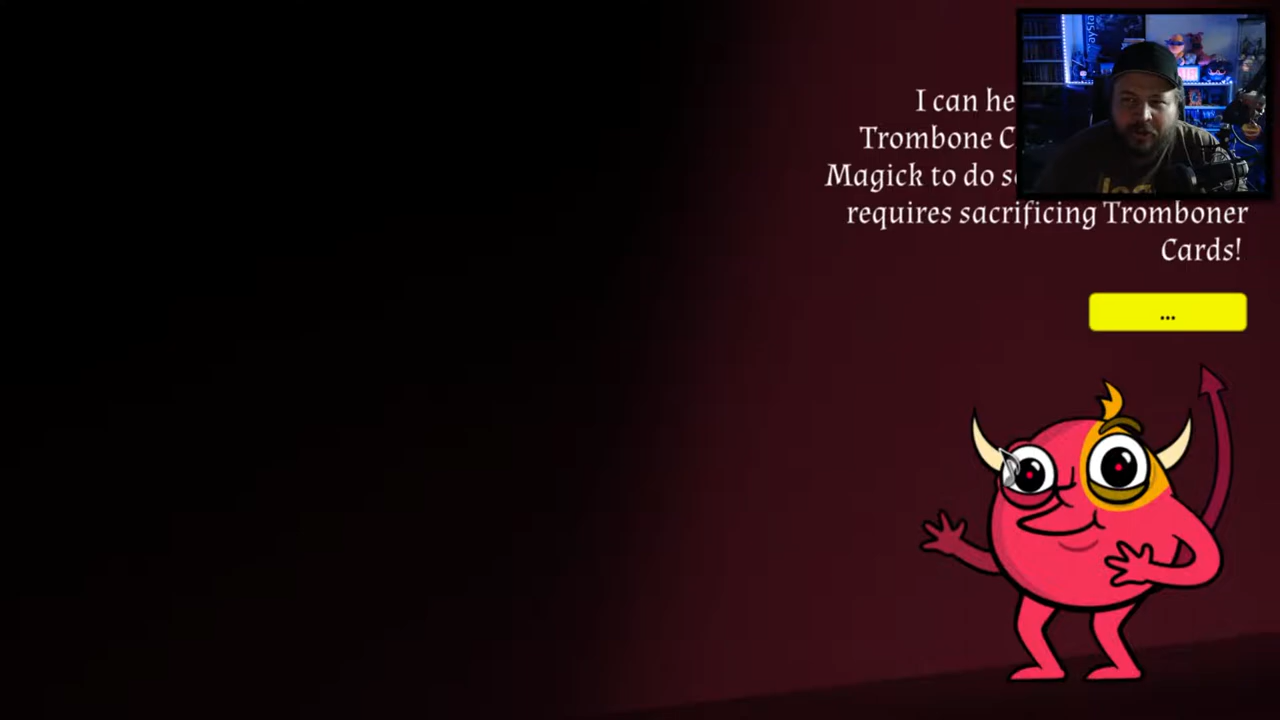 I can he
Trombone C
Magick to do s
requires sacrificing Tromboner
Cards!
...